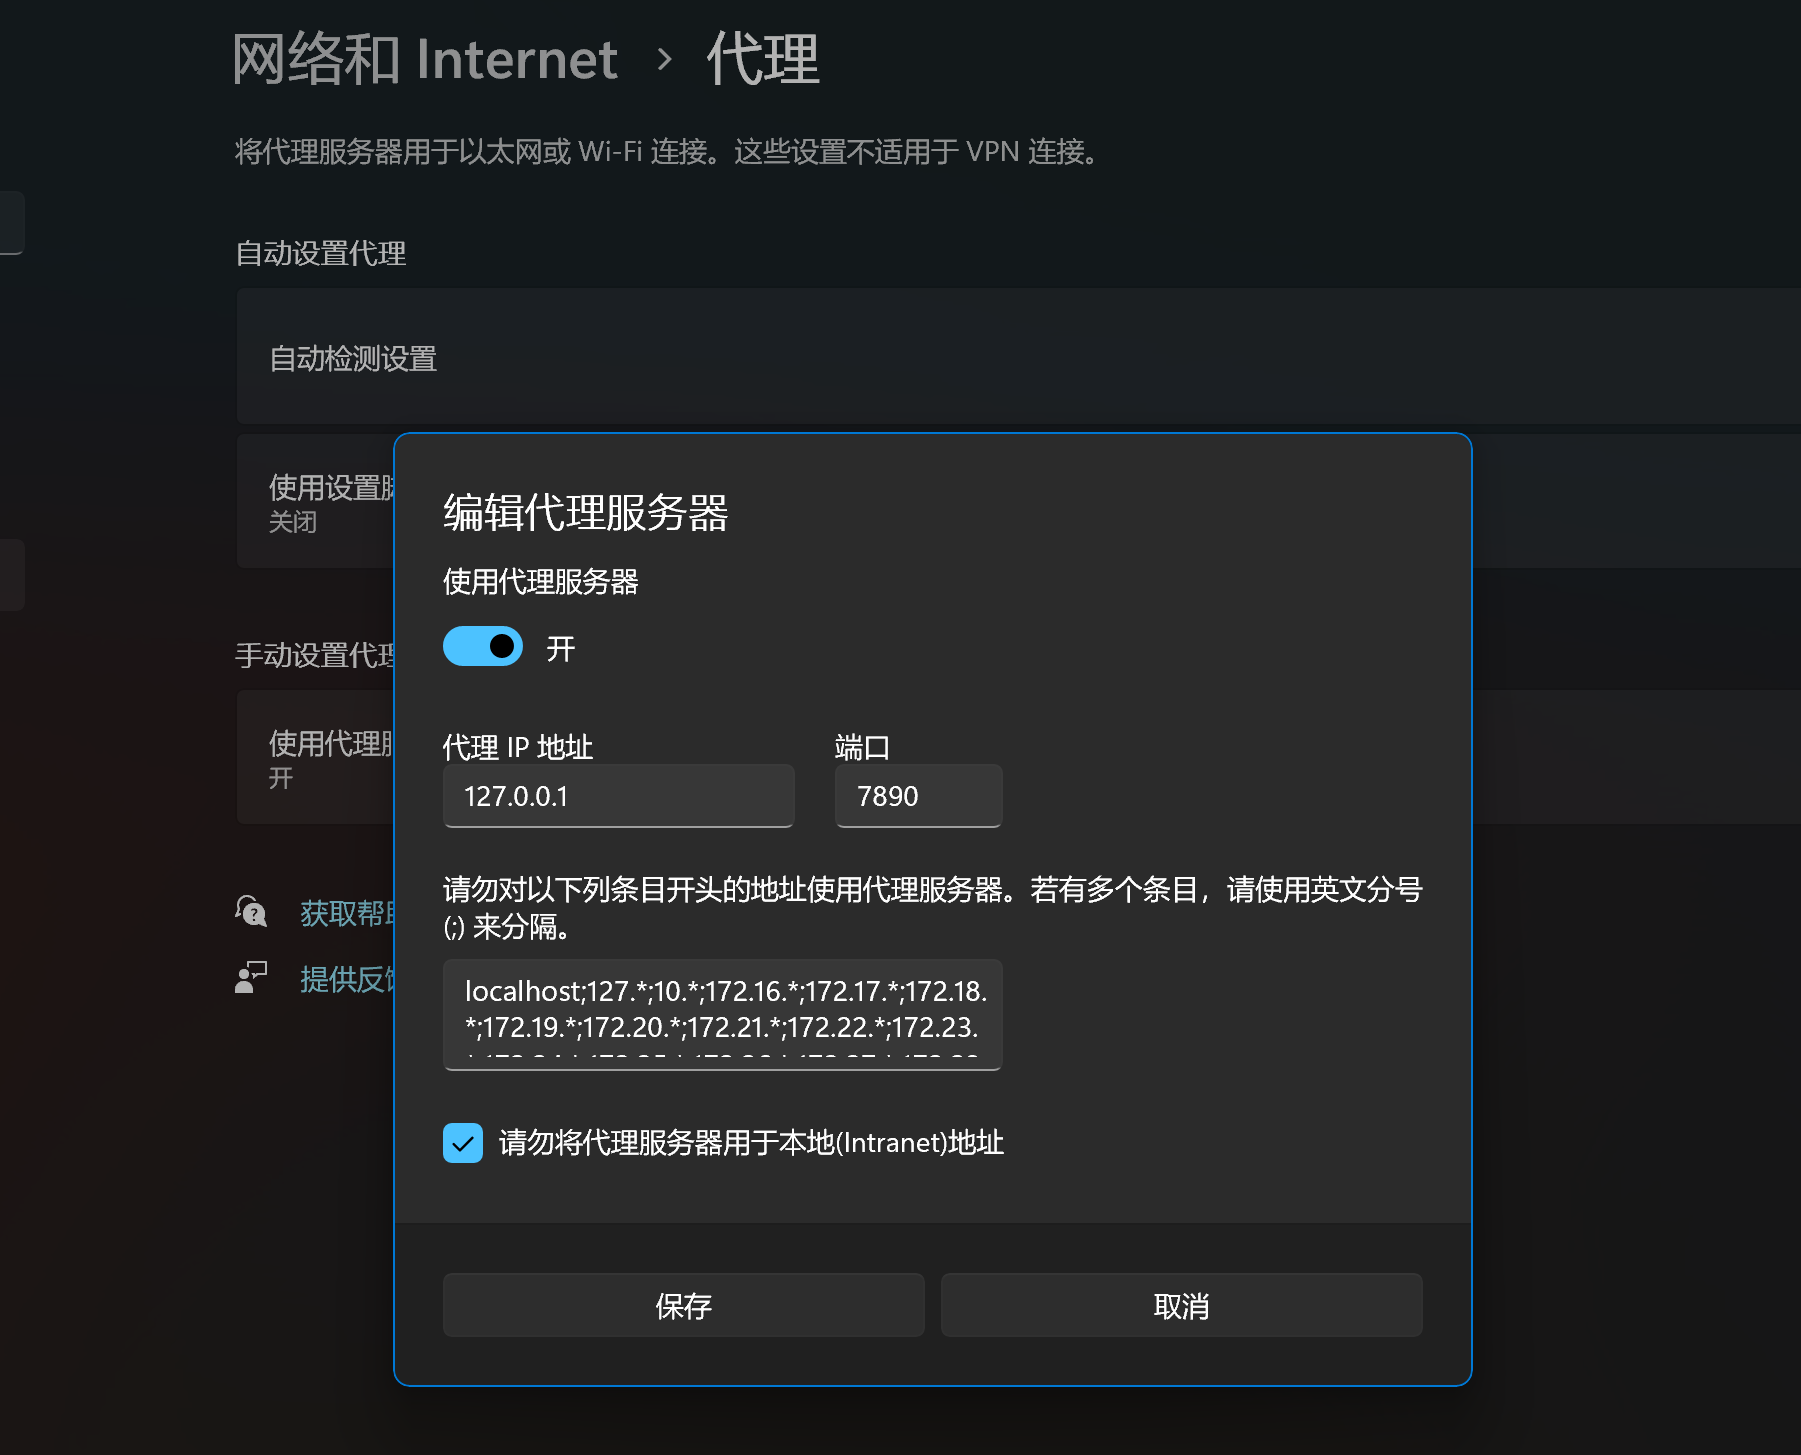 网络和 Internet › 代理
将代理服务器用于以太网或 Wi-Fi 连接。这些设置不适用于 VPN 连接。
自动设置代理
自动检测设置
使用设置
关闭
手动设置代理
使用代理
开
获取帮
提供反
编辑代理服务器
使用代理服务器
开
代理 IP 地址
端口
127.0.0.1
7890
请勿对以下列条目开头的地址使用代理服务器。若有多个条目，请使用英文分号
(;) 来分隔。
localhost;127.*;10.*;172.16.*;172.17.*;172.18.
*;172.19.*;172.20.*;172.21.*;172.22.*;172.23.
请勿将代理服务器用于本地(Intranet)地址
保存
取消